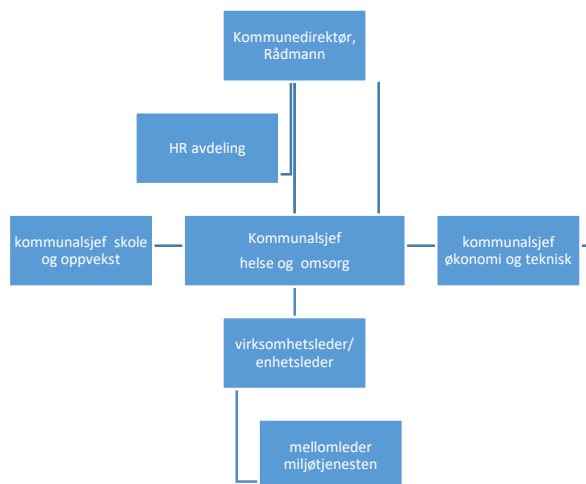 Kommunedirektør,
Rådmann
HR avdeling
kommunalsjef skole
og oppvekst
Kommunalsjef
helse og omsorg
kommunalsjef
økonomi og teknisk
virksomhetsleder/
enhetsleder
mellomleder
miljøtjenesten